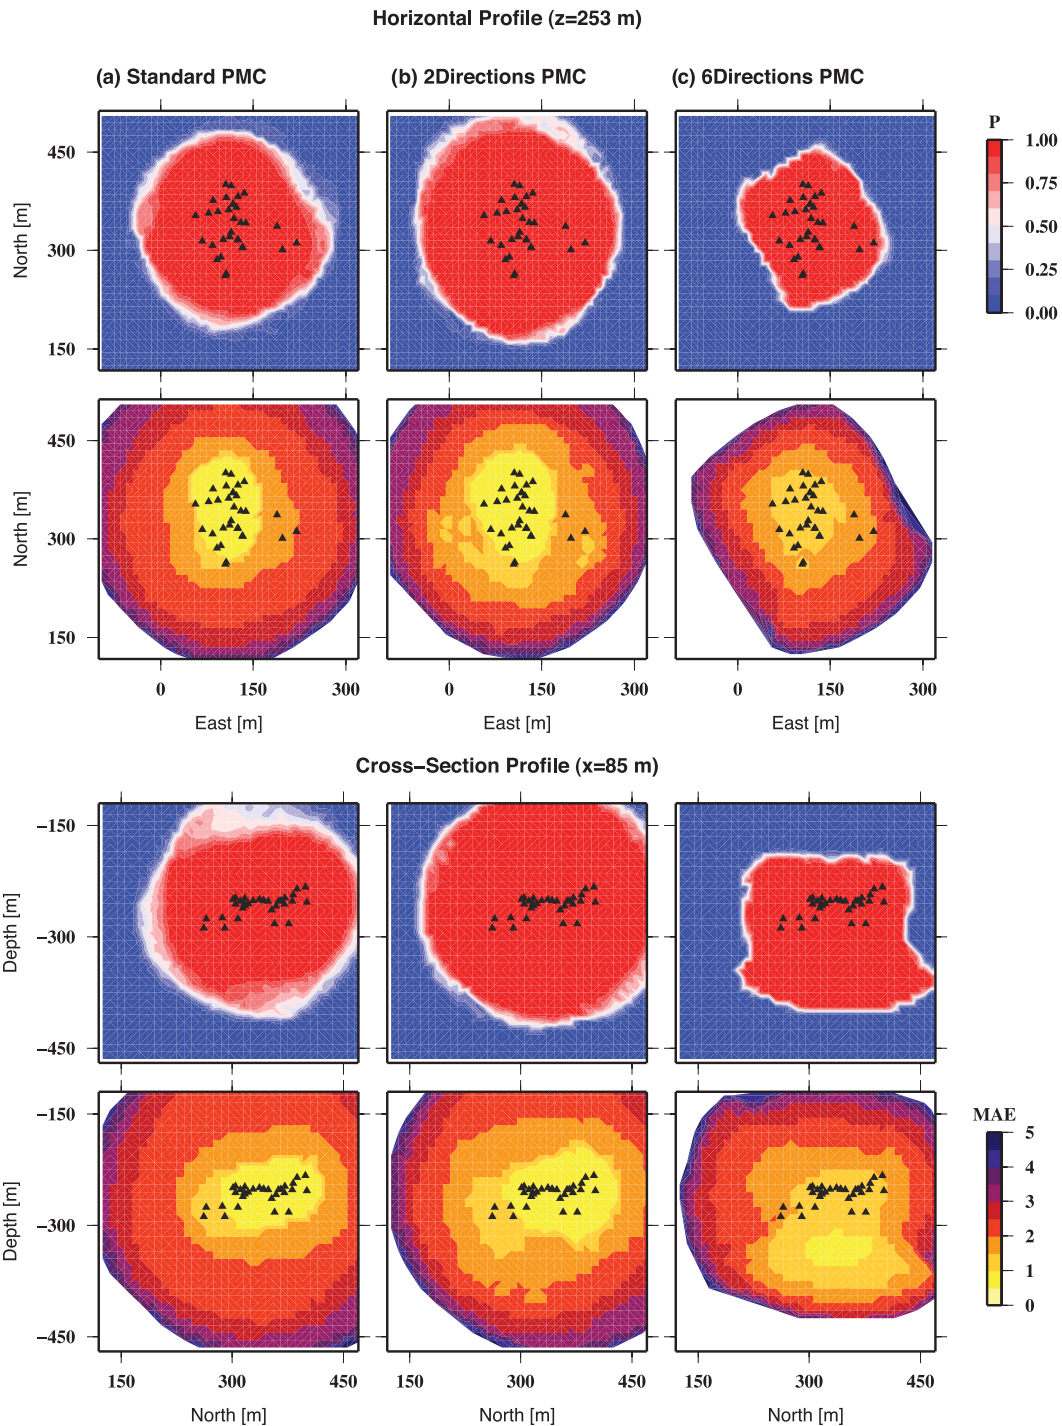 Horizontal Profile (z=253 m)
(a) Standard PMC
(b) 2Directions PMC
(c) 6Directions PMC
P
1.00
0.75
0.50
0.25
0.00
North [m]
450
300
150
North [m]
450
300
150
0 150 300
0 150 300
0 150 300
East [m]
East [m]
East [m]
Cross−Section Profile (x=85 m)
Depth [m]
−150
−300
−450
Depth [m]
−150
−300
−450
MAE
5
4
3
2
1
0
150 300 450
150 300 450
150 300 450
North [m]
North [m]
North [m]